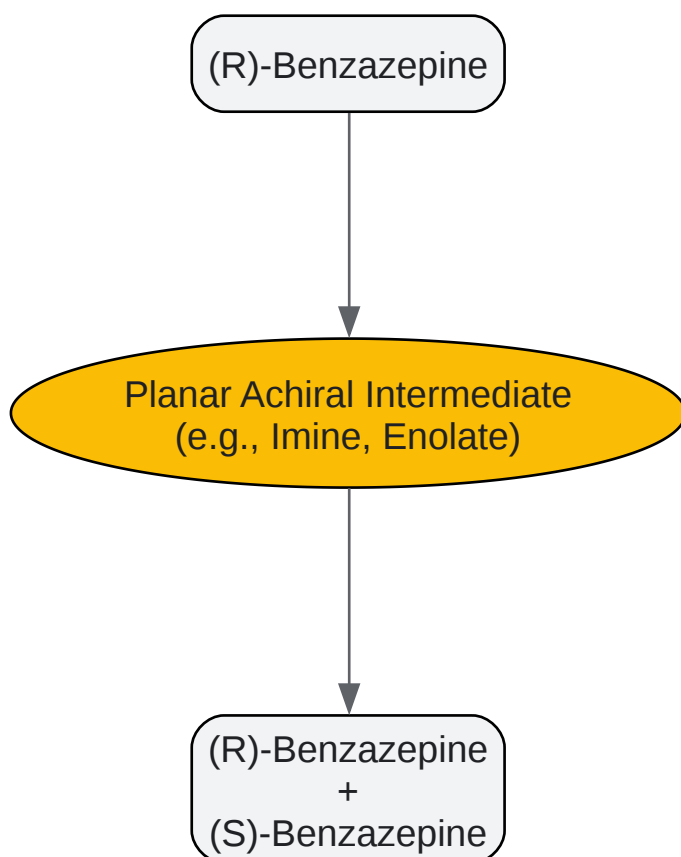 (R)-Benzazepine
Planar Achiral Intermediate
(e.g., Imine, Enolate)
(R)-Benzazepine
+
(S)-Benzazepine